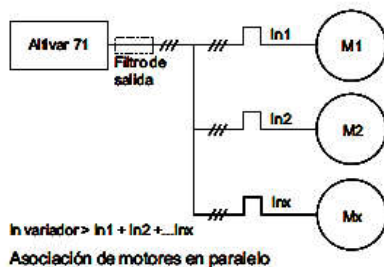 Altivar 71
Filtro de
salida
In1
M1
In2
M2
Inx
Mx
In variador > In1 + In2 +...Inx
Asociación de motores en paralelo